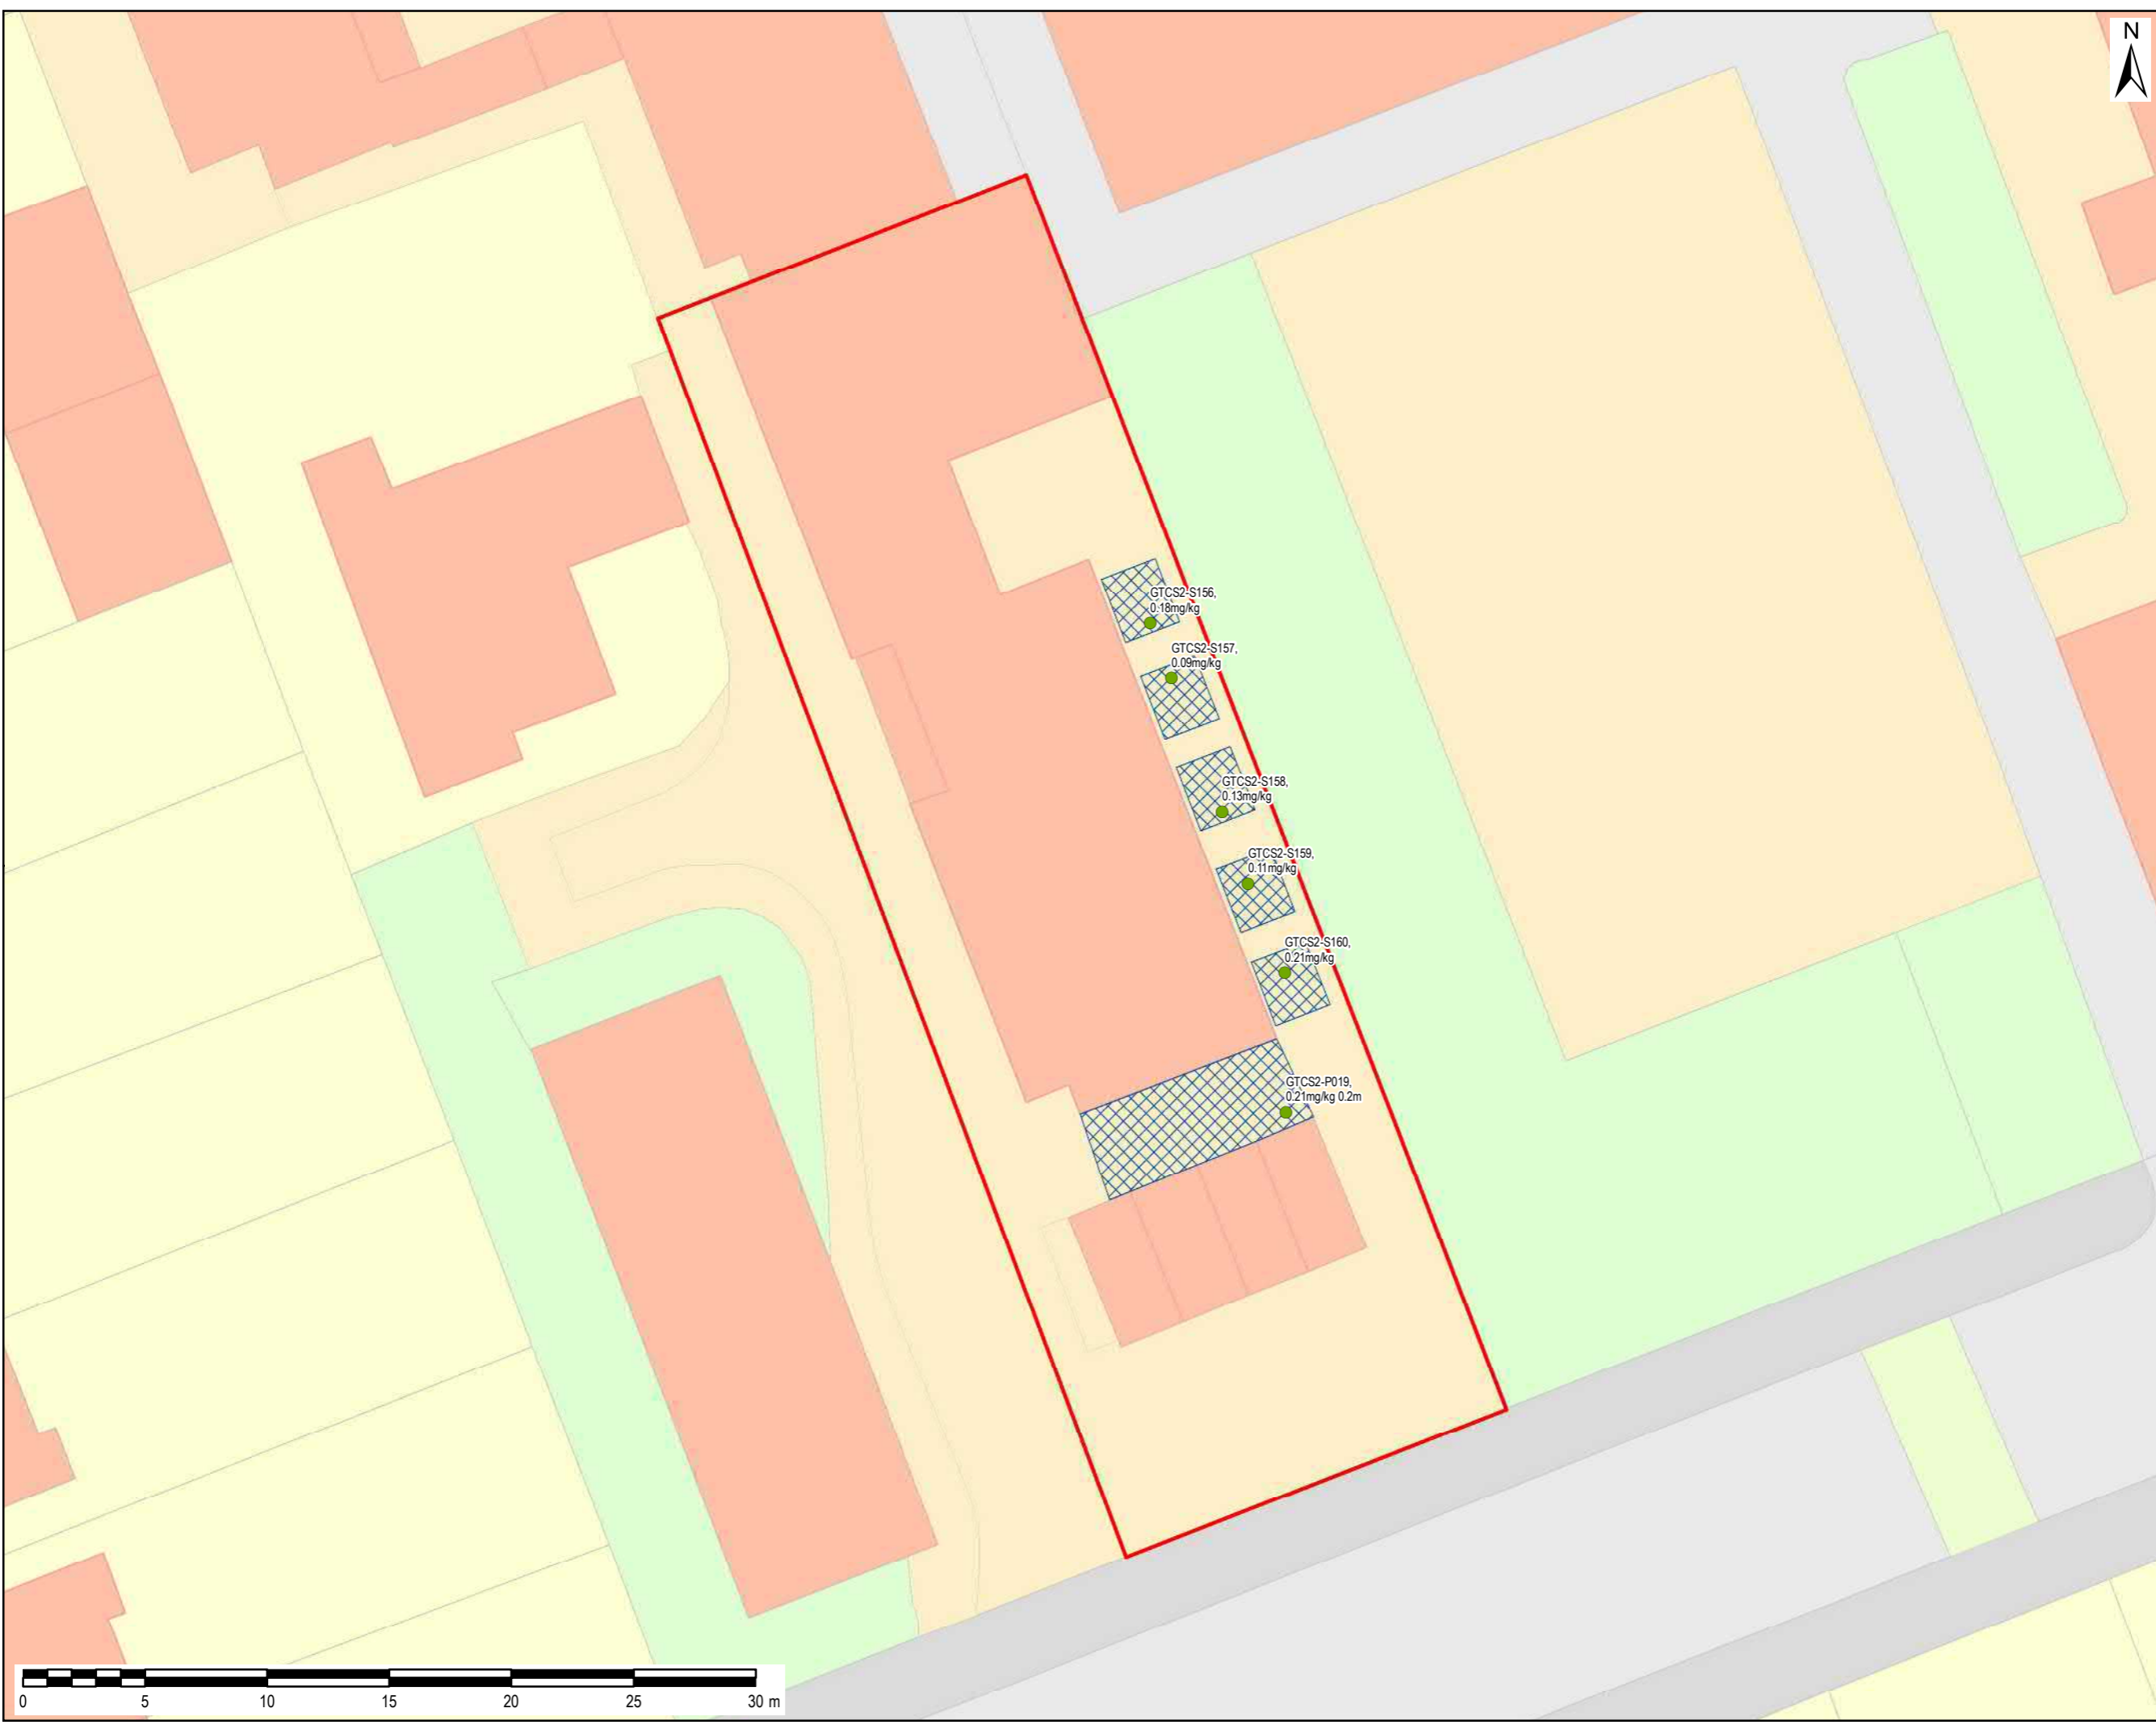 N
GTCS2-S156,
0.18mg/kg
GTCS2-S157,
0.09mg/kg
GTCS2-S158,
0.13mg/kg
GTCS2-S159,
0.11mg/kg
GTCS2-S160,
0.21mg/kg
GTCS2-P019,
0.21mg/kg 0.2m
0 5 10 15 20 25 30 m